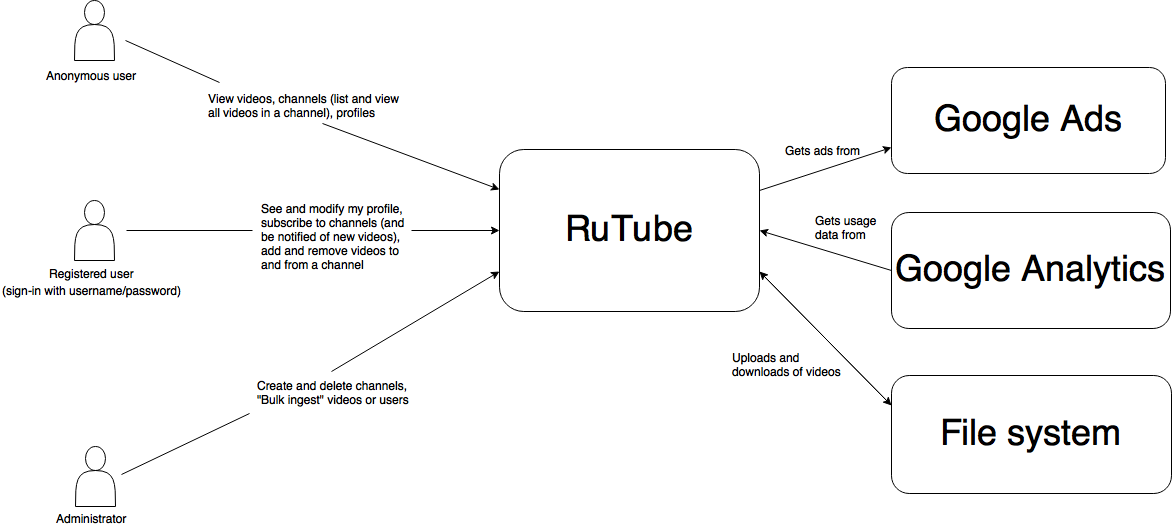 Anonymous user
View videos, channels (list and view
all videos in a channel), profiles
See and modify my profile,
subscribe to channels (and
be notified of new videos),
add and remove videos to
and from a channel
Registered user
(sign-in with username/password)
Create and delete channels,
"Bulk ingest" videos or users
Administrator
RuTube
Gets ads from
Google Ads
Gets usage
data from
Google Analytics
Uploads and
downloads of videos
File system